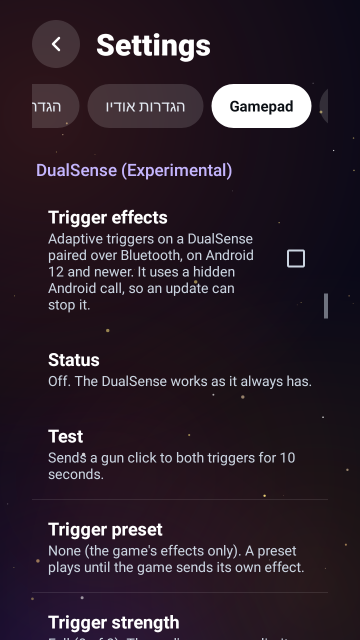 Settings
הגדרות אודיו
Gamepad
DualSense (Experimental)
Trigger effects
Adaptive triggers on a DualSense
paired over Bluetooth, on Android
12 and newer. It uses a hidden
Android call, so an update can
stop it.
Status
Off. The DualSense works as it always has.
Test
Sends a gun click to both triggers for 10
seconds.
Trigger preset
None (the game's effects only). A preset
plays until the game sends its own effect.
Trigger strength